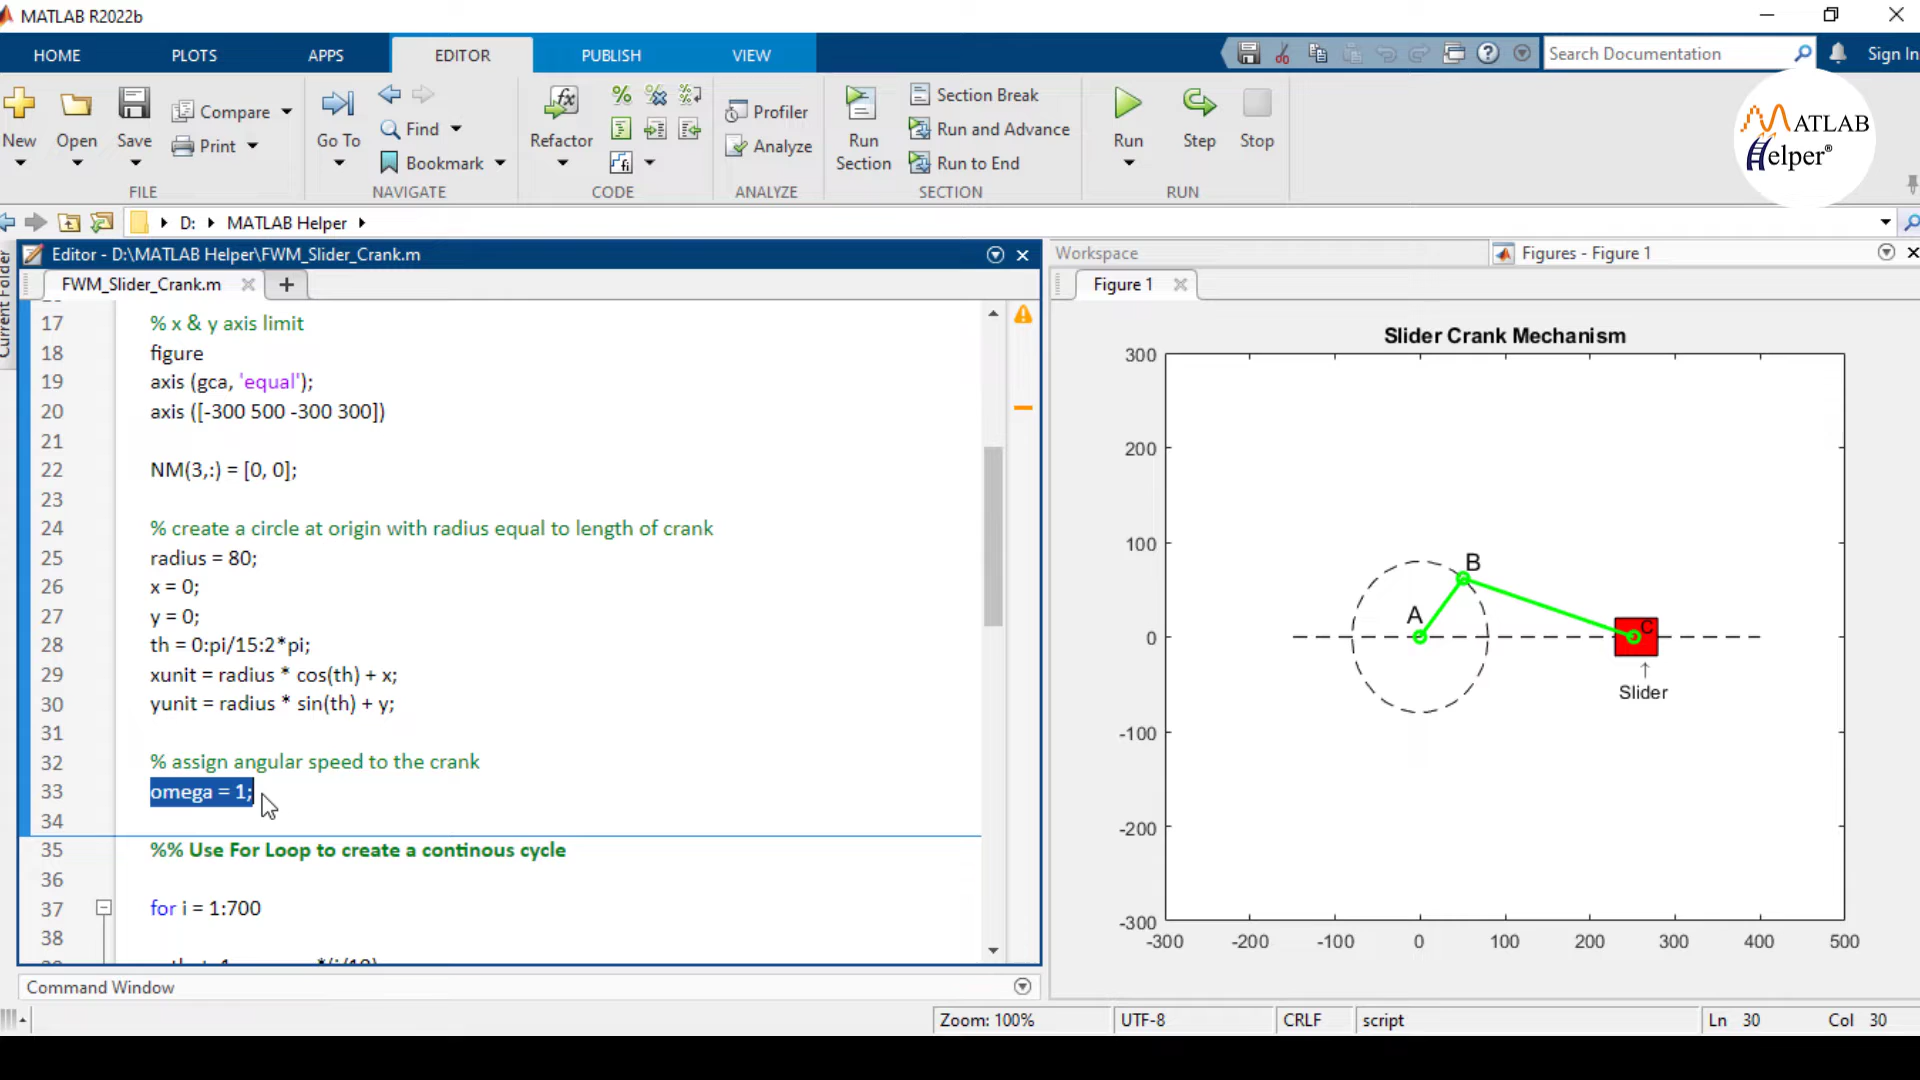 MATLAB R2022b
HOME PLOTS APPS EDITOR PUBLISH VIEW
Search Documentation
Sign In
New
Open
Save
Compare
Print
FILE
Go To
Find
Bookmark
NAVIGATE
Refactor
CODE
Profiler
Analyze
ANALYZE
Run Section
Section Break
Run and Advance
Run to End
SECTION
Run
Step
Stop
RUN
MATLAB
Helper®
D: MATLAB Helper
Current Folder
Editor - D:\MATLAB Helper\FWM_Slider_Crank.m
FWM_Slider_Crank.m
17 % x & y axis limit
18 figure
19 axis (gca, 'equal');
20 axis ([-300 500 -300 300])
21
22 NM(3,:) = [0, 0];
23
24 % create a circle at origin with radius equal to length of crank
25 radius = 80;
26 x = 0;
27 y = 0;
28 th = 0:pi/15:2*pi;
29 xunit = radius * cos(th) + x;
30 yunit = radius * sin(th) + y;
31
32 % assign angular speed to the crank
33 omega = 1;
34
35 %% Use For Loop to create a continous cycle
36
37 for i = 1:700
38
Command Window
Workspace
Figures - Figure 1
Figure 1
Slider Crank Mechanism
300
200
100
0
-100
-200
-300
-300 -200 -100 0 100 200 300 400 500
A
B
C
↑
Slider
Zoom: 100% UTF-8 CRLF script Ln 30 Col 30